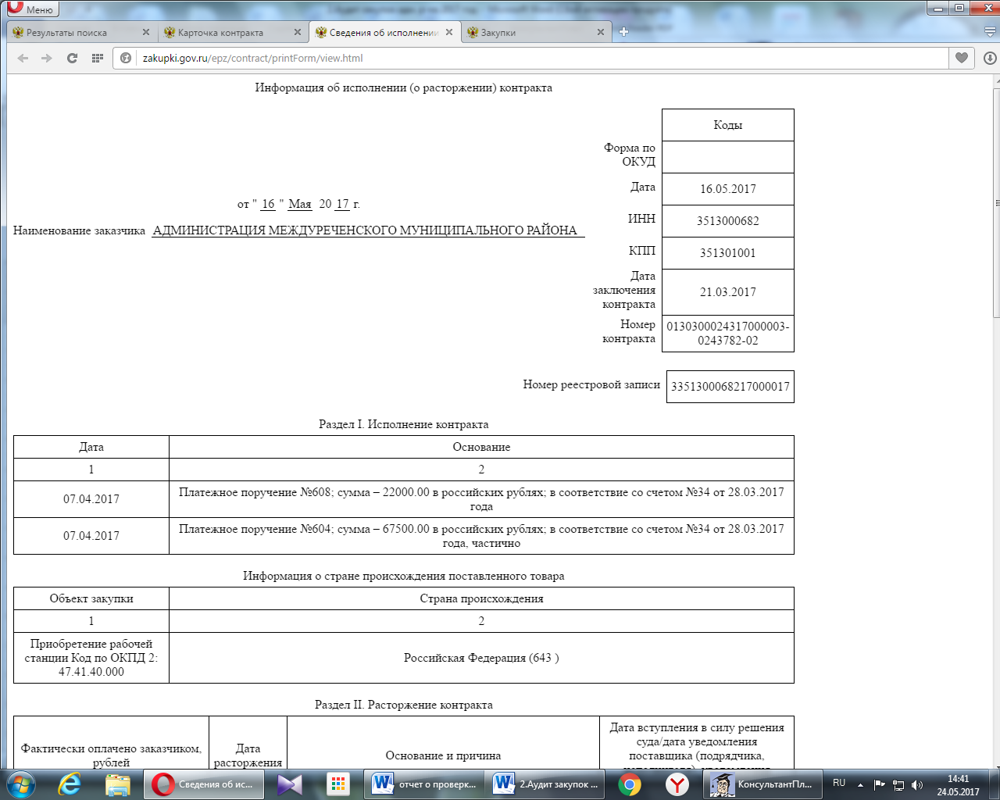 Меню
Результаты поиска
Карточка контракта
Сведения об исполнении
Закупки
zakupki.gov.ru/epz/contract/printForm/view.html
Информация об исполнении (о расторжении) контракта
Коды
Форма по
ОКУД
Дата
16.05.2017
от " 16 " Мая 20 17 г.
ИНН
3513000682
Наименование заказчика АДМИНИСТРАЦИЯ МЕЖДУРЕЧЕНСКОГО МУНИЦИПАЛЬНОГО РАЙОНА
КПП
351301001
Дата
заключения
контракта
21.03.2017
Номер
контракта
0130300024317000003-
0243782-02
Номер реестровой записи
3351300068217000017
Раздел I. Исполнение контракта
Дата
Основание
1
2
07.04.2017
Платежное поручение №608; сумма – 22000.00 в российских рублях; в соответствие со счетом №34 от 28.03.2017
года
07.04.2017
Платежное поручение №604; сумма – 67500.00 в российских рублях; в соответствие со счетом №34 от 28.03.2017
года, частично
Информация о стране происхождения поставленного товара
Объект закупки
Страна происхождения
1
2
Приобретение рабочей
станции Код по ОКПД 2:
47.41.40.000
Российская Федерация (643 )
Раздел II. Расторжение контракта
Фактически оплачено заказчиком,
рублей
Дата
расторжения
Основание и причина
Дата вступления в силу решения
суда/дата уведомления
поставщика (подрядчика,
Сведения об ис...
отчет о проверк...
2.Аудит закупок ...
КонсультантПл...
RU
14:41
24.05.2017